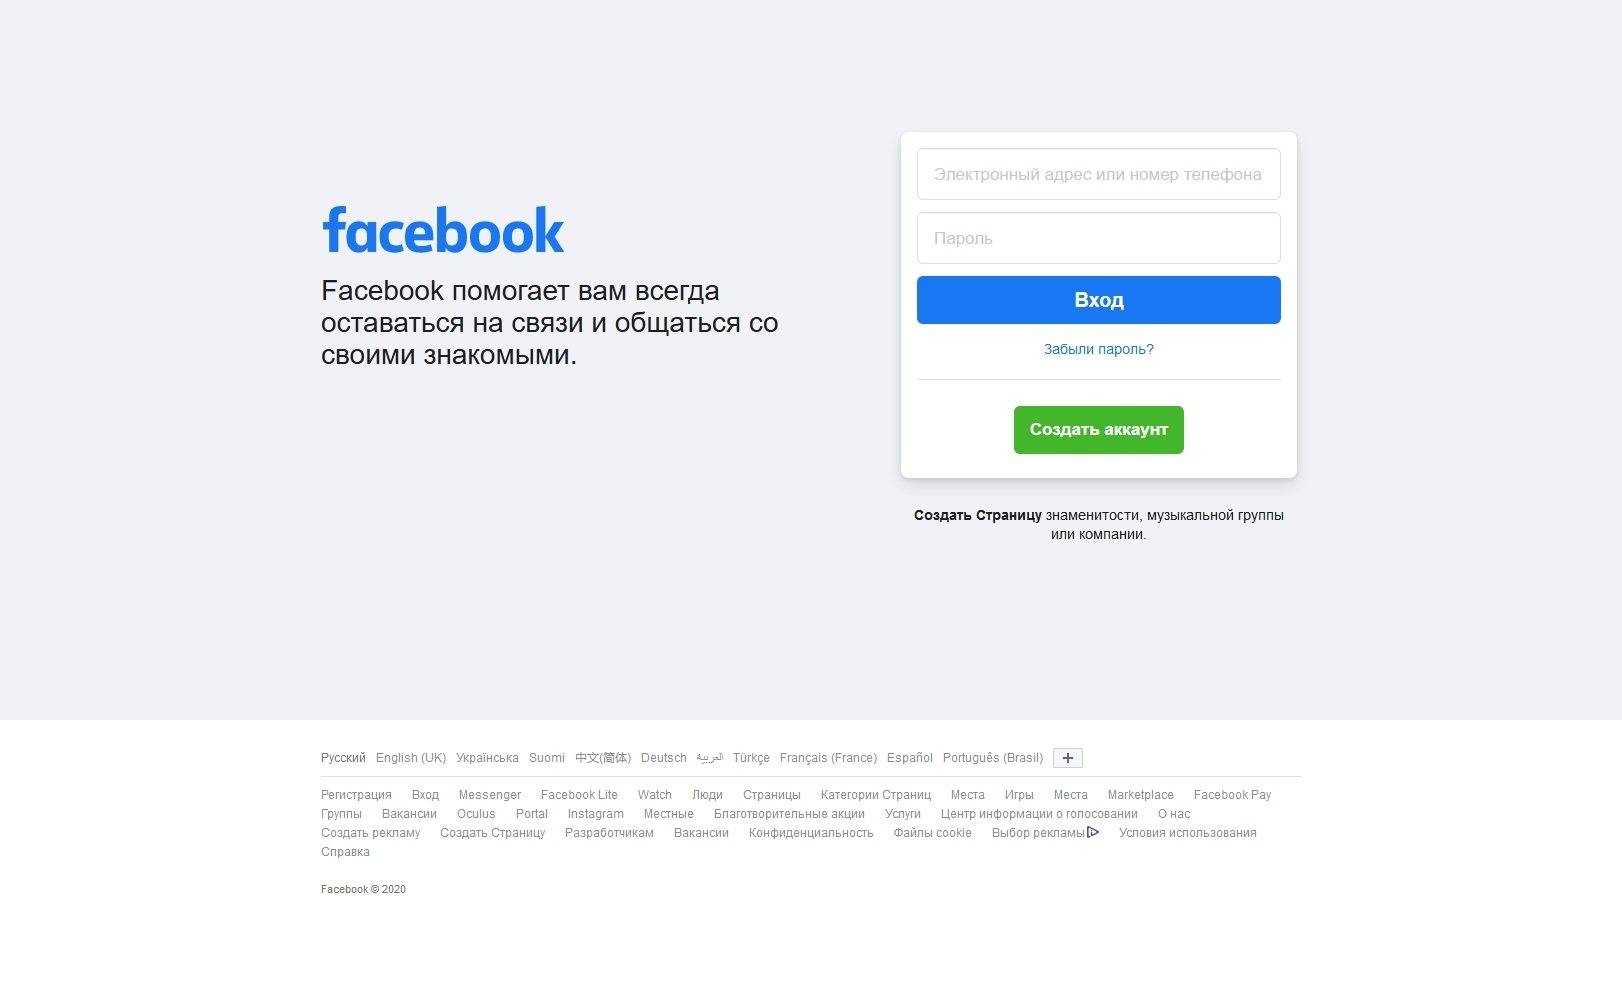 facebook
Facebook помогает вам всегда
оставаться на связи и общаться со
своими знакомыми.
Электронный адрес или номер телефона
Пароль
Вход
Забыли пароль?
Создать аккаунт
Создать Страницу знаменитости, музыкальной группы
или компании.
Русский English (UK) Українська Suomi 中文(简体) Deutsch العربية Türkçe Français (France) Español Português (Brasil)
Регистрация Вход Messenger Facebook Lite Watch Люди Страницы Категории Страниц Места Игры Места Marketplace Facebook Pay
Группы Вакансии Oculus Portal Instagram Местные Благотворительные акции Услуги Центр информации о голосовании О нас
Создать рекламу Создать Страницу Разработчикам Вакансии Конфиденциальность Файлы cookie Выбор рекламы Условия использования
Справка
Facebook © 2020